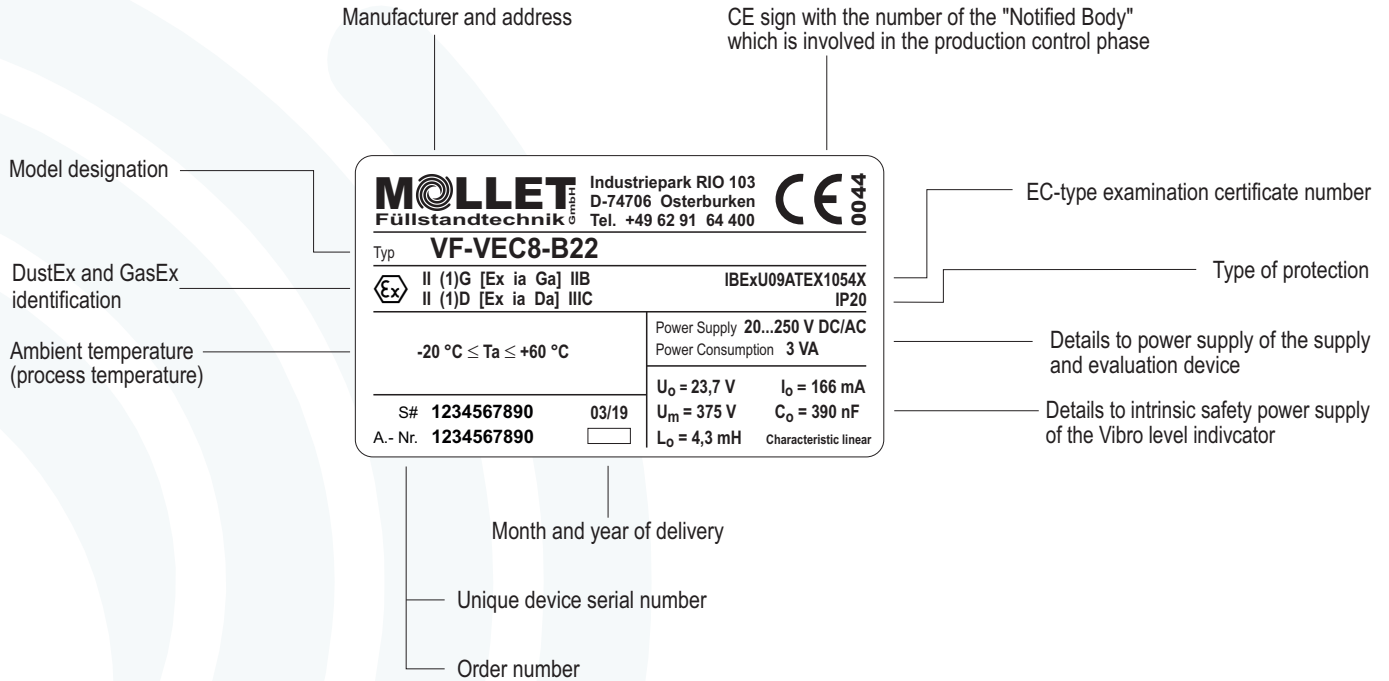 Manufacturer and address
CE sign with the number of the "Notified Body"
which is involved in the production control phase
Model designation
DustEx and GasEx
identification
Ambient temperature
(process temperature)
MOLLET
Füllstandtechnik GmbH
Industriepark RIO 103
D-74706 Osterburken
Tel. +49 62 91 64 400
CE 0044
Typ VF-VEC8-B22
Ex II (1)G [Ex ia Ga] IIB
II (1)D [Ex ia Da] IIIC
IBExU09ATEX1054X
IP20
-20 °C ≤ Ta ≤ +60 °C
Power Supply 20...250 V DC/AC
Power Consumption 3 VA
Uo = 23,7 V Io = 166 mA
Um = 375 V Co = 390 nF
Lo = 4,3 mH Characteristic linear
S# 1234567890 03/19
A.- Nr. 1234567890
EC-type examination certificate number
Type of protection
Details to power supply of the supply
and evaluation device
Details to intrinsic safety power supply
of the Vibro level indivcator
Month and year of delivery
Unique device serial number
Order number